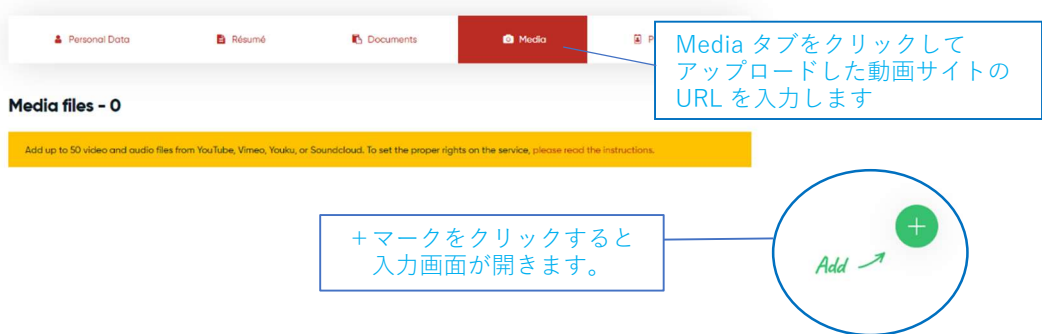 Personal Data
Résumé
Documents
Media
P
Media タブをクリックして
アップロードした動画サイトの
URL を入力します
Media files - 0
Add up to 50 video and audio files from YouTube, Vimeo, Youku, or Soundcloud. To set the proper rights on the service, please read the instructions.
+マークをクリックすると
入力画面が開きます。
Add